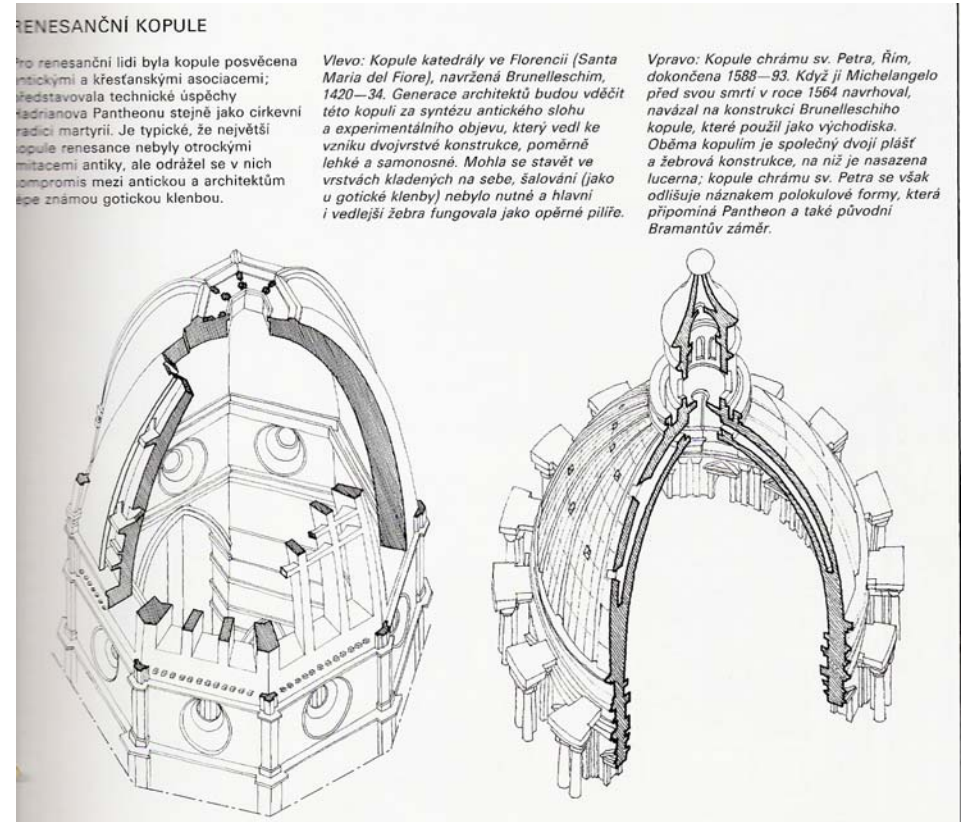 RENESANČNÍ KOPULE
Pro renesanční lidi byla kopule posvěcena
antickými a křesťanskými asociacemi;
představovala technické úspěchy
Hadrianova Pantheonu stejně jako cirkevní
tradici martyrií. Je typické, že největší
kopule renesance nebyly otrockými
imitacemi antiky, ale odrážel se v nich
kompromis mezi antickou a architektům
lépe známou gotickou klenbou.
Vlevo: Kopule katedrály ve Florencii (Santa
Maria del Fiore), navržená Brunelleschim,
1420—34. Generace architektů budou vděčit
této kopuli za syntézu antického slohu
a experimentálního objevu, který vedl ke
vzniku dvojvrstvé konstrukce, poměrně
lehké a samonosné. Mohla se stavět ve
vrstvách kladených na sebe, šalování (jako
u gotické klenby) nebylo nutné a hlavní
i vedlejší žebra fungovala jako opěrné pilíře.
Vpravo: Kopule chrámu sv. Petra, Řím,
dokončena 1588—93. Když ji Michelangelo
před svou smrtí v roce 1564 navrhoval,
navázal na konstrukci Brunelleschiho
kopule, které použil jako východiska.
Oběma kopulím je společný dvojí plášť
a žebrová konstrukce, na niž je nasazena
lucerna; kopule chrámu sv. Petra se však
odlišuje náznakem polokulové formy, která
připomíná Pantheon a také původní
Bramantův záměr.